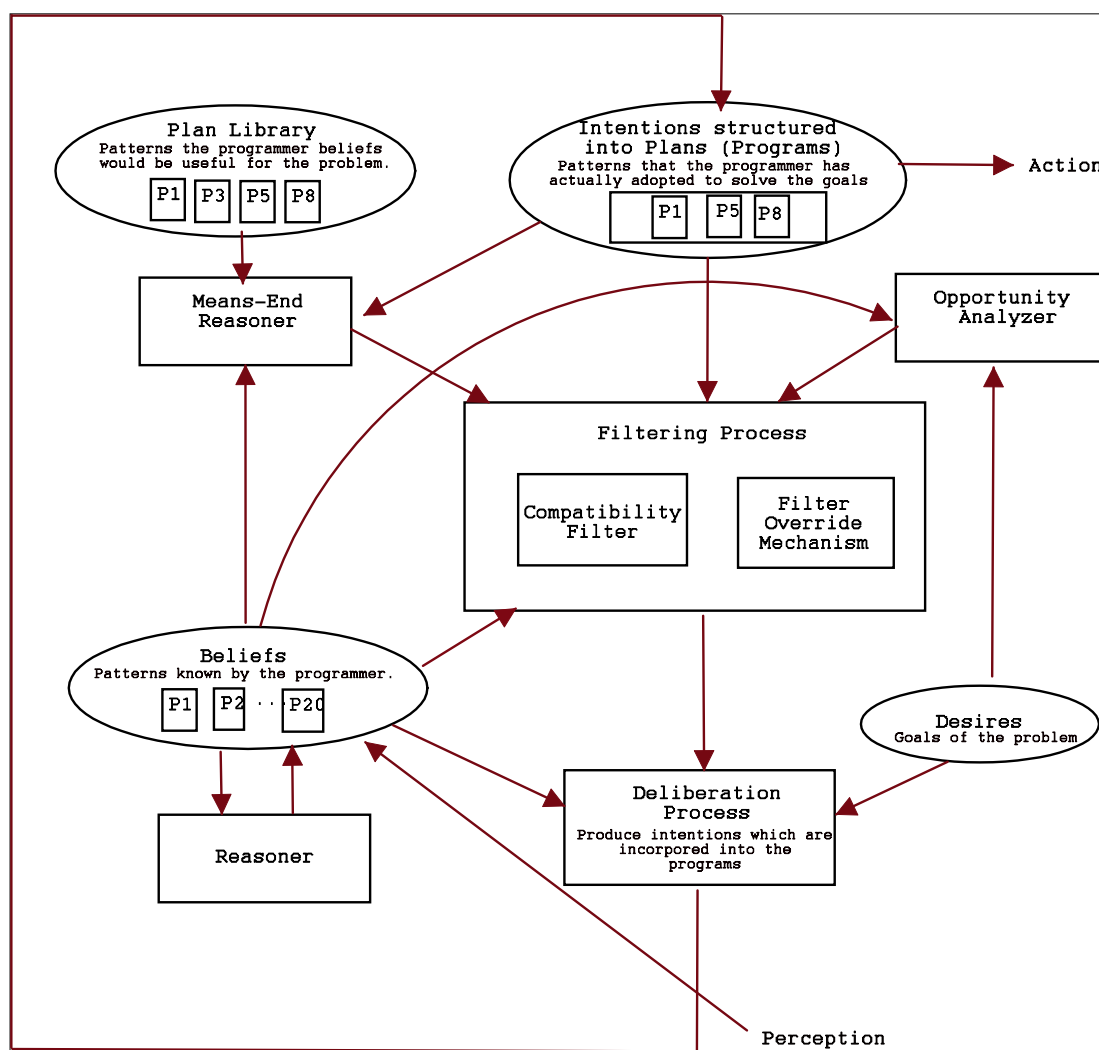 Plan Library
Patterns the programmer beliefs
would be useful for the problem.
P1 P3 P5 P8
Intentions structured
into Plans (Programs)
Patterns that the programmer has
actually adopted to solve the goals
P1 P5 P8
Action
Means-End
Reasoner
Opportunity
Analyzer
Filtering Process
Compatibility
Filter
Filter
Override
Mechanism
Beliefs
Patterns known by the programmer.
P1 P2 ... P20
Desires
Goals of the problem
Deliberation
Process
Produce intentions which are
incorpored into the
programs
Reasoner
Perception